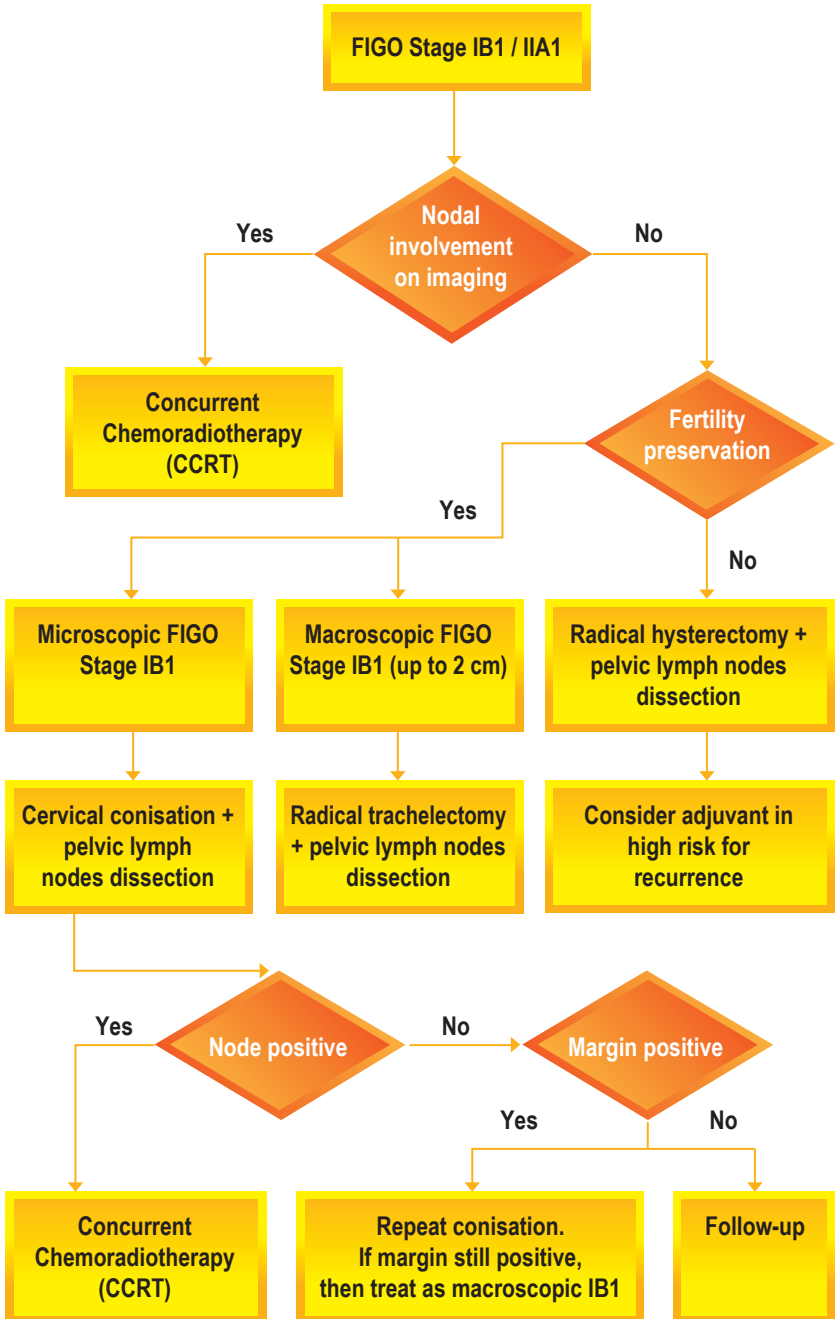 FIGO Stage IB1 / IIA1
Nodal
involvement
on imaging
Yes
No
Concurrent
Chemoradiotherapy
(CCRT)
Fertility
preservation
Yes
No
Microscopic FIGO
Stage IB1
Macroscopic FIGO
Stage IB1 (up to 2 cm)
Radical hysterectomy +
pelvic lymph nodes
dissection
Cervical conisation +
pelvic lymph
nodes dissection
Radical trachelectomy
+ pelvic lymph nodes
dissection
Consider adjuvant in
high risk for
recurrence
Yes
Node positive
No
Margin positive
Yes
No
Concurrent
Chemoradiotherapy
(CCRT)
Repeat conisation.
If margin still positive,
then treat as macroscopic IB1
Follow-up